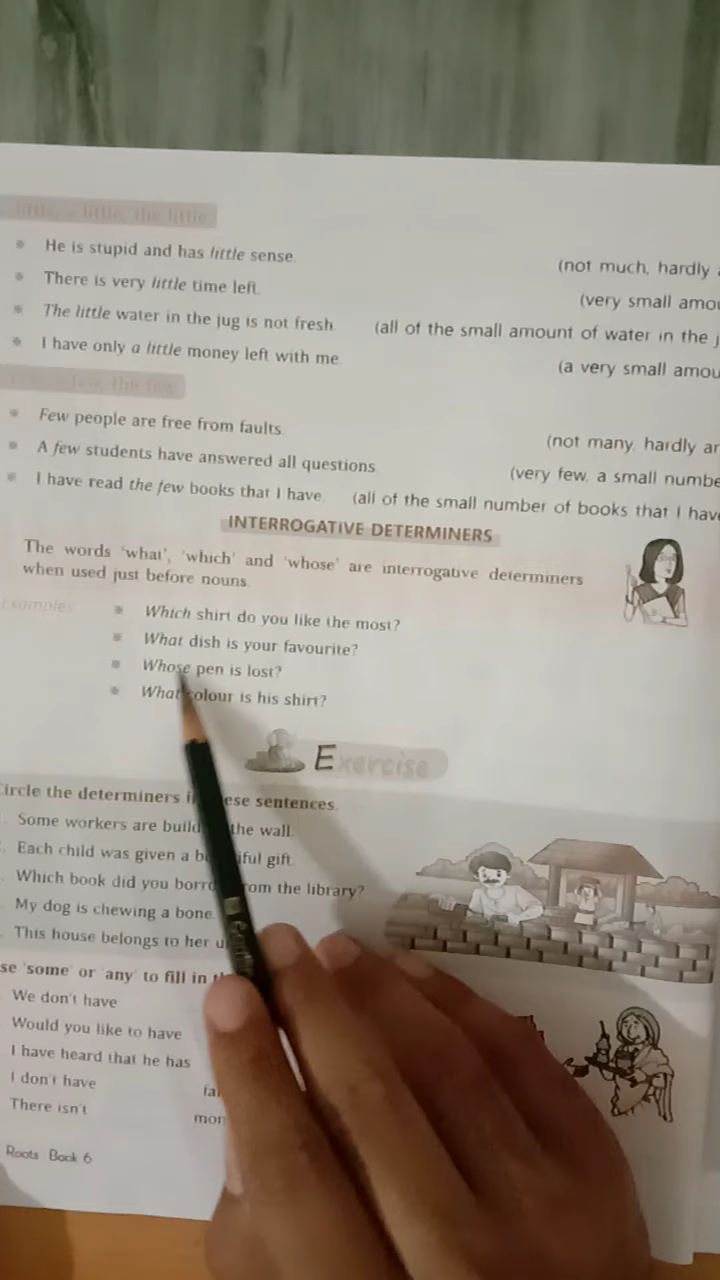 little, a little, the little
He is stupid and has little sense. (not much, hardly
There is very little time left. (very small amou
The little water in the jug is not fresh. (all of the small amount of water in the j
I have only a little money left with me. (a very small amou
few, a few, the few
Few people are free from faults. (not many, hardly an
A few students have answered all questions. (very few, a small numbe
I have read the few books that I have. (all of the small number of books that I have
INTERROGATIVE DETERMINERS
The words 'what', 'which' and 'whose' are interrogative determiners
when used just before nouns.
Examples: Which shirt do you like the most?
What dish is your favourite?
Whose pen is lost?
What colour is his shirt?
Exercise
Circle the determiners in these sentences.
Some workers are build the wall.
Each child was given a b iful gift.
Which book did you borro om the library?
My dog is chewing a bone.
This house belongs to her u
se 'some' or 'any' to fill in
We don't have
Would you like to have
I have heard that he has
I don't have
There isn't mon
Roots Book 6